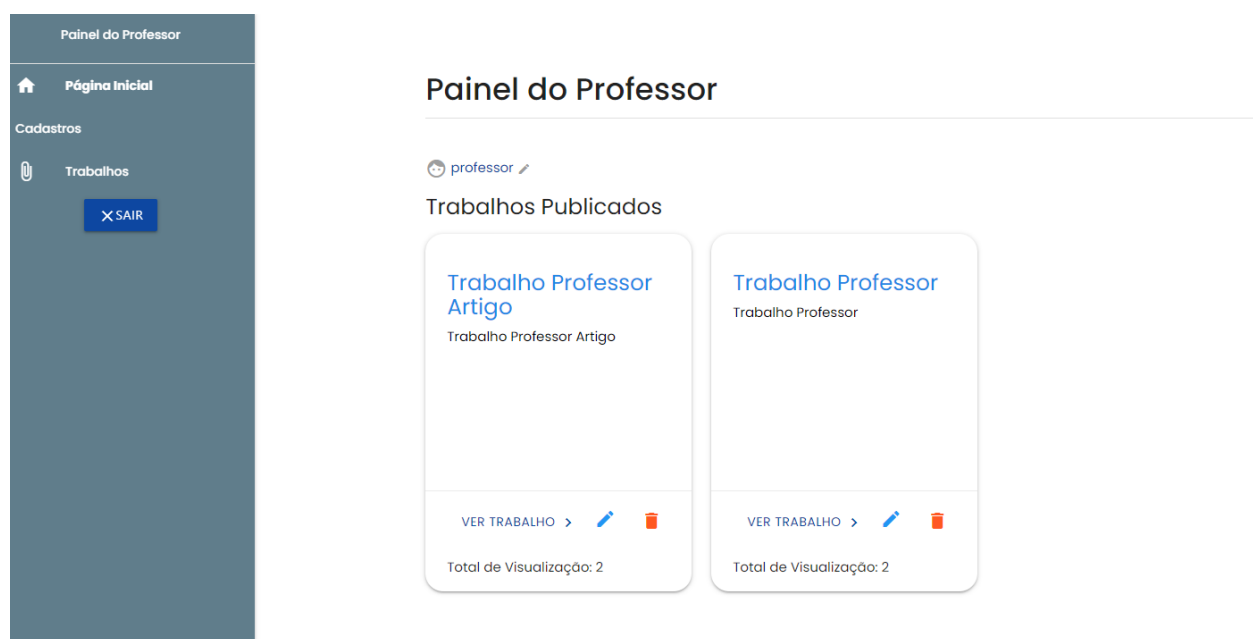 Painel do Professor
Página Inicial
Cadastros
Trabalhos
SAIR
Painel do Professor
professor
Trabalhos Publicados
Trabalho Professor
Artigo
Trabalho Professor Artigo
VER TRABALHO
Total de Visualização: 2
Trabalho Professor
Trabalho Professor
VER TRABALHO
Total de Visualização: 2